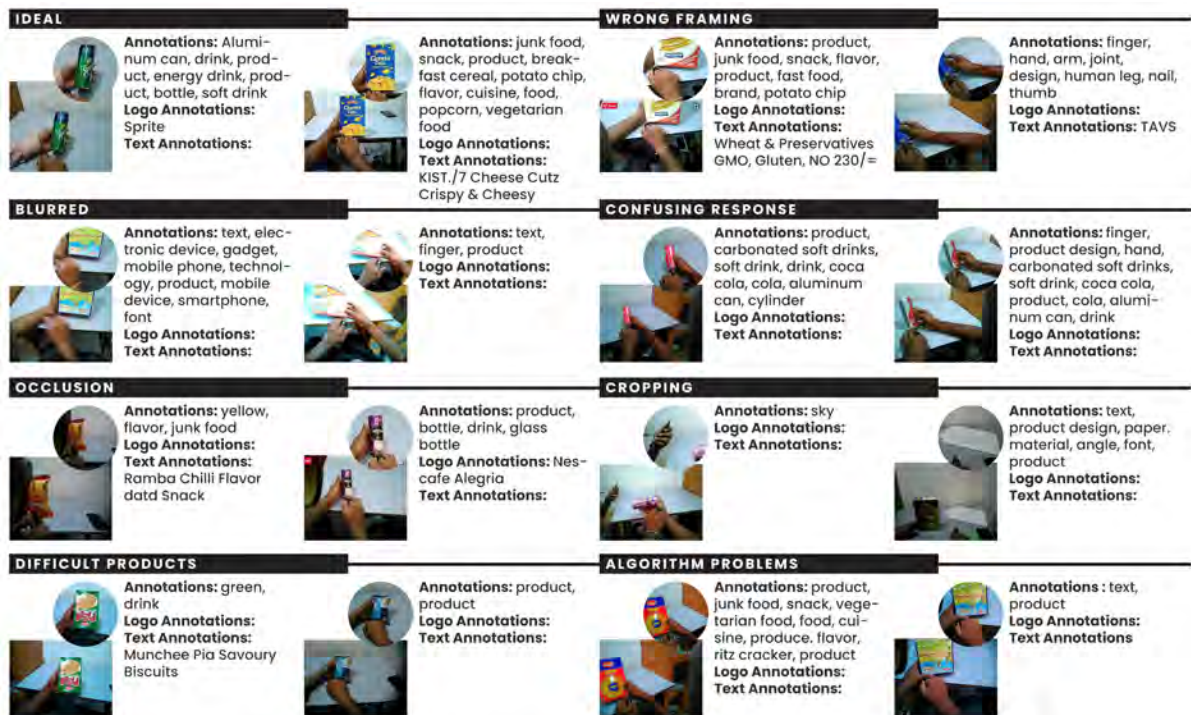 IDEAL
Annotations: Alumi-
num can, drink, prod-
uct, energy drink, prod-
uct, bottle, soft drink
Logo Annotations:
Sprite
Text Annotations:
Annotations: junk food,
snack, product, break-
fast cereal, potato chip,
flavor, cuisine, food,
popcorn, vegetarian
food
Logo Annotations:
Text Annotations:
KIST./7 Cheese Cutz
Crispy & Cheesy
WRONG FRAMING
Annotations: product,
junk food, snack, flavor,
product, fast food,
brand, potato chip
Logo Annotations:
Text Annotations:
Wheat & Preservatives
GMO, Gluten, NO 230/=
Annotations: finger,
hand, arm, joint,
design, human leg, nail,
thumb
Logo Annotations:
Text Annotations: TAVS
BLURRED
Annotations: text, elec-
tronic device, gadget,
mobile phone, technol-
ogy, product, mobile
device, smartphone,
font
Logo Annotations:
Text Annotations:
Annotations: text,
finger, product
Logo Annotations:
Text Annotations:
CONFUSING RESPONSE
Annotations: product,
carbonated soft drinks,
soft drink, drink, coca
cola, cola, aluminum
can, cylinder
Logo Annotations:
Text Annotations:
Annotations: finger,
product design, hand,
carbonated soft drinks,
soft drink, coca cola,
product, cola, alumi-
num can, drink
Logo Annotations:
Text Annotations:
OCCLUSION
Annotations: yellow,
flavor, junk food
Logo Annotations:
Text Annotations:
Ramba Chilli Flavor
datd Snack
Annotations: product,
bottle, drink, glass
bottle
Logo Annotations: Nes-
cafe Alegria
Text Annotations:
CROPPING
Annotations: sky
Logo Annotations:
Text Annotations:
Annotations: text,
product design, paper.
material, angle, font,
product
Logo Annotations:
Text Annotations:
DIFFICULT PRODUCTS
Annotations: green,
drink
Logo Annotations:
Text Annotations:
Munchee Pia Savoury
Biscuits
Annotations: product,
product
Logo Annotations:
Text Annotations:
ALGORITHM PROBLEMS
Annotations: product,
junk food, snack, vege-
tarian food, food, cui-
sine, produce. flavor,
ritz cracker, product
Logo Annotations:
Text Annotations:
Annotations : text,
product
Logo Annotations:
Text Annotations